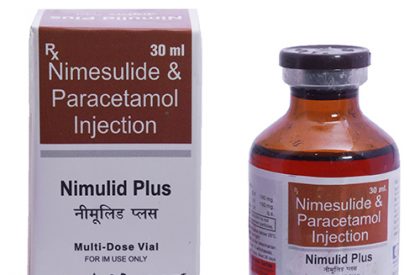 Rx 30 ml
Nimesulide &
Paracetamol
Injection
Nimulid Plus
नीमूलिड प्लस
Multi-Dose Vial
FOR IM USE ONLY
30 ml.
Nimesulide &
Paracetamol
Injection
Nimulid Plus
नीमूलिड प्लस